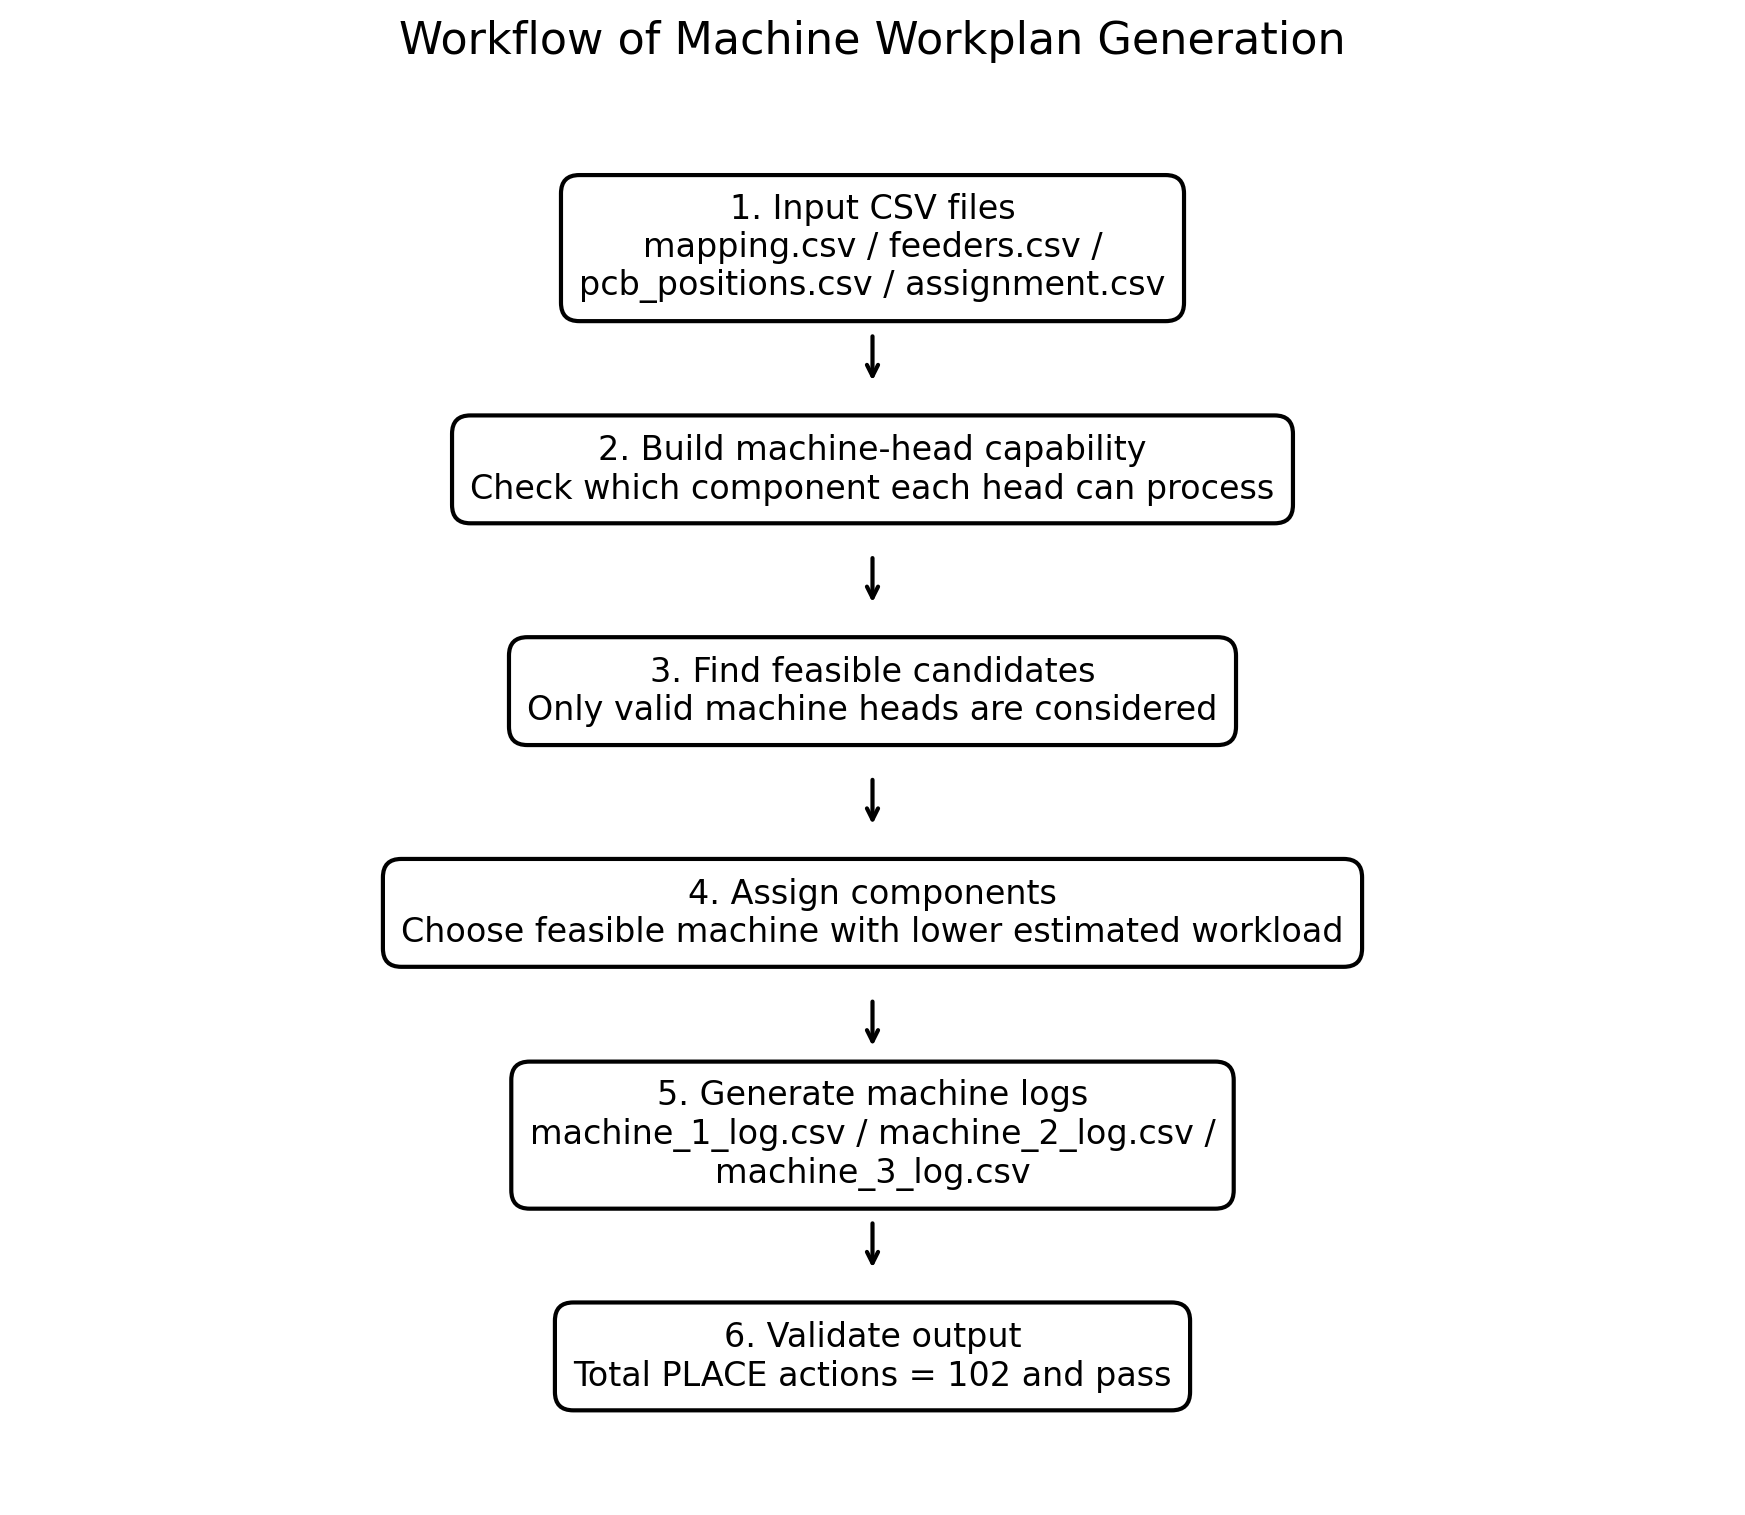 Workflow of Machine Workplan Generation
1. Input CSV files
mapping.csv / feeders.csv /
pcb_positions.csv / assignment.csv
2. Build machine-head capability
Check which component each head can process
3. Find feasible candidates
Only valid machine heads are considered
4. Assign components
Choose feasible machine with lower estimated workload
5. Generate machine logs
machine_1_log.csv / machine_2_log.csv /
machine_3_log.csv
6. Validate output
Total PLACE actions = 102 and pass